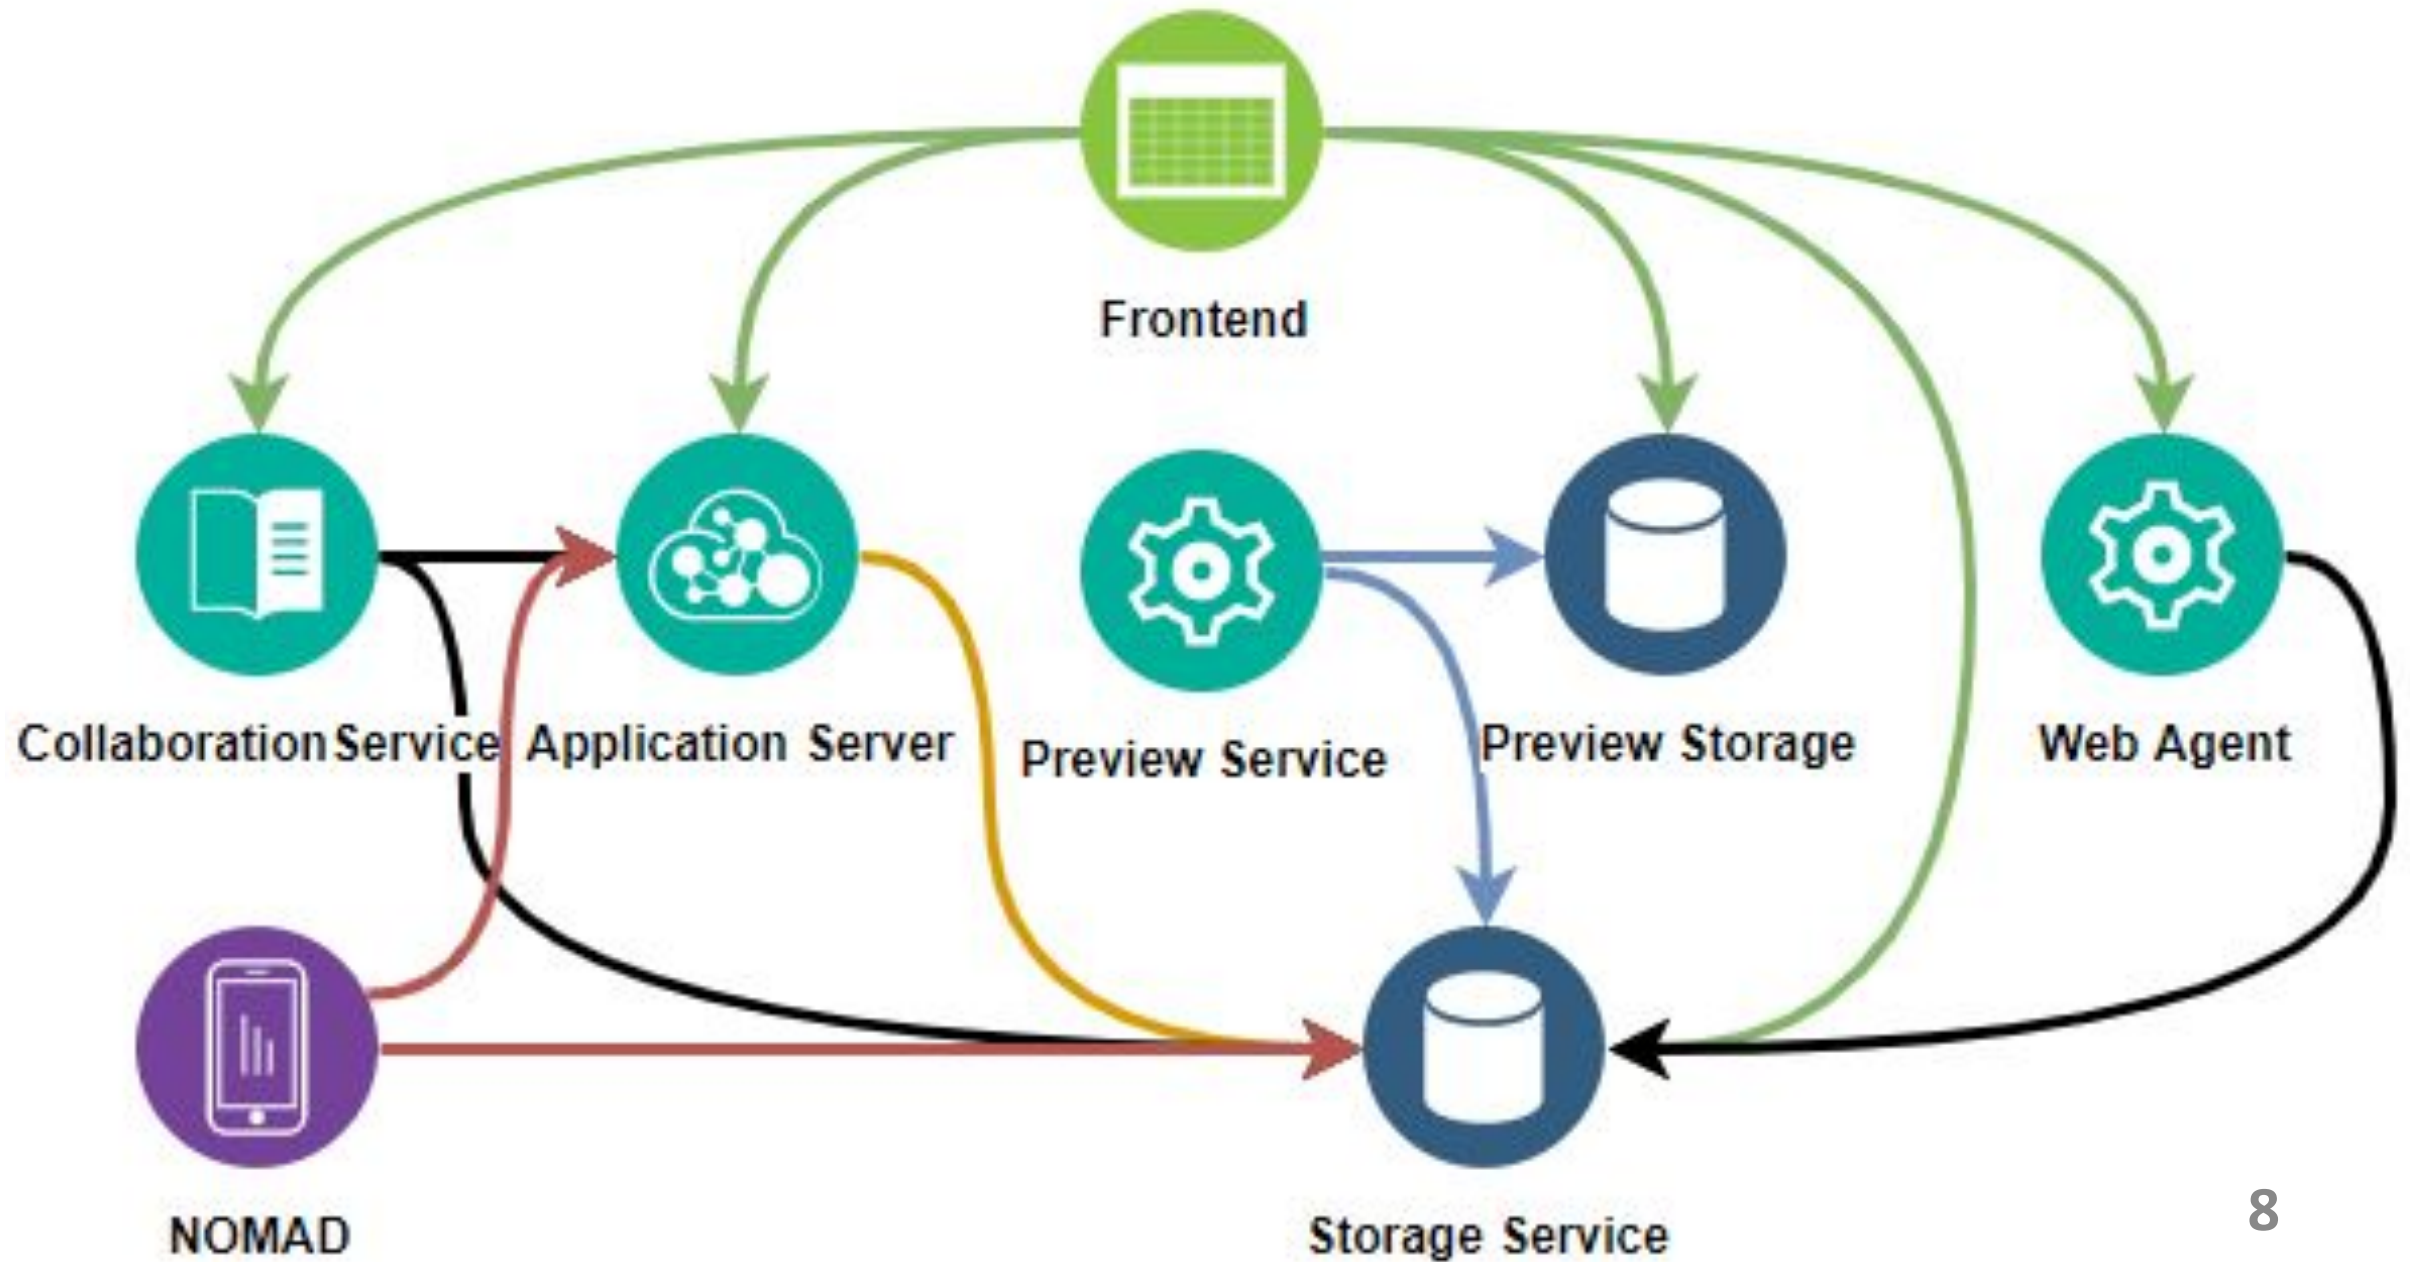 Frontend
Collaboration Service
Application Server
Preview Service
Preview Storage
Web Agent
NOMAD
Storage Service
8